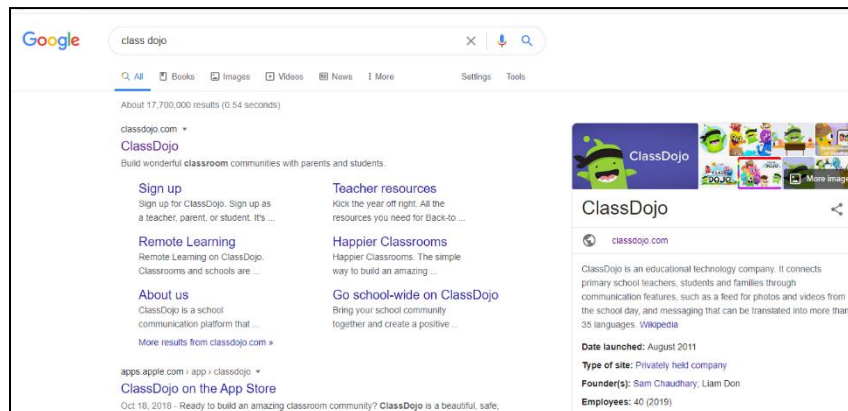 Google
class dojo
All Books Images Videos News More Settings Tools
About 17,700,000 results (0.54 seconds)
classdojo.com
ClassDojo
Build wonderful classroom communities with parents and students.
Sign up
Sign up for ClassDojo. Sign up as
a teacher, parent, or student. It's ...
Teacher resources
Kick the year off right. All the
resources you need for Back-to ...
Remote Learning
Remote Learning on ClassDojo.
Classrooms and schools are ...
Happier Classrooms
Happier Classrooms. The simple
way to build an amazing ...
About us
ClassDojo is a school
communication platform that ...
Go school-wide on ClassDojo
Bring your school community
together and create a positive ...
More results from classdojo.com »
apps.apple.com › app › classdojo
ClassDojo on the App Store
Oct 18, 2018 - Ready to build an amazing classroom community? ClassDojo is a beautiful, safe,
ClassDojo
DOJO
More image
ClassDojo
classdojo.com
ClassDojo is an educational technology company. It connects
primary school teachers, students and families through
communication features, such as a feed for photos and videos from
the school day, and messaging that can be translated into more than
35 languages. Wikipedia
Date launched: August 2011
Type of site: Privately held company
Founder(s): Sam Chaudhary, Liam Don
Employees: 40 (2019)